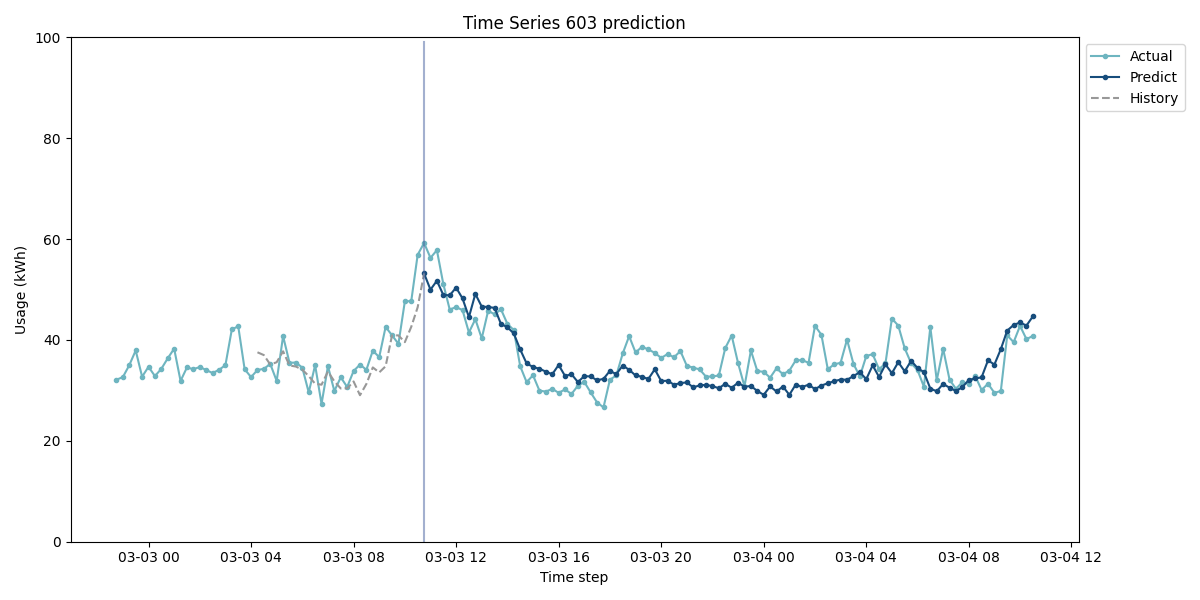 Time Series 603 prediction
100
80
60
40
20
0
Usage (kWh)
03-03 00
03-03 04
03-03 08
03-03 12
03-03 16
03-03 20
03-04 00
03-04 04
03-04 08
03-04 12
Time step
Actual
Predict
History